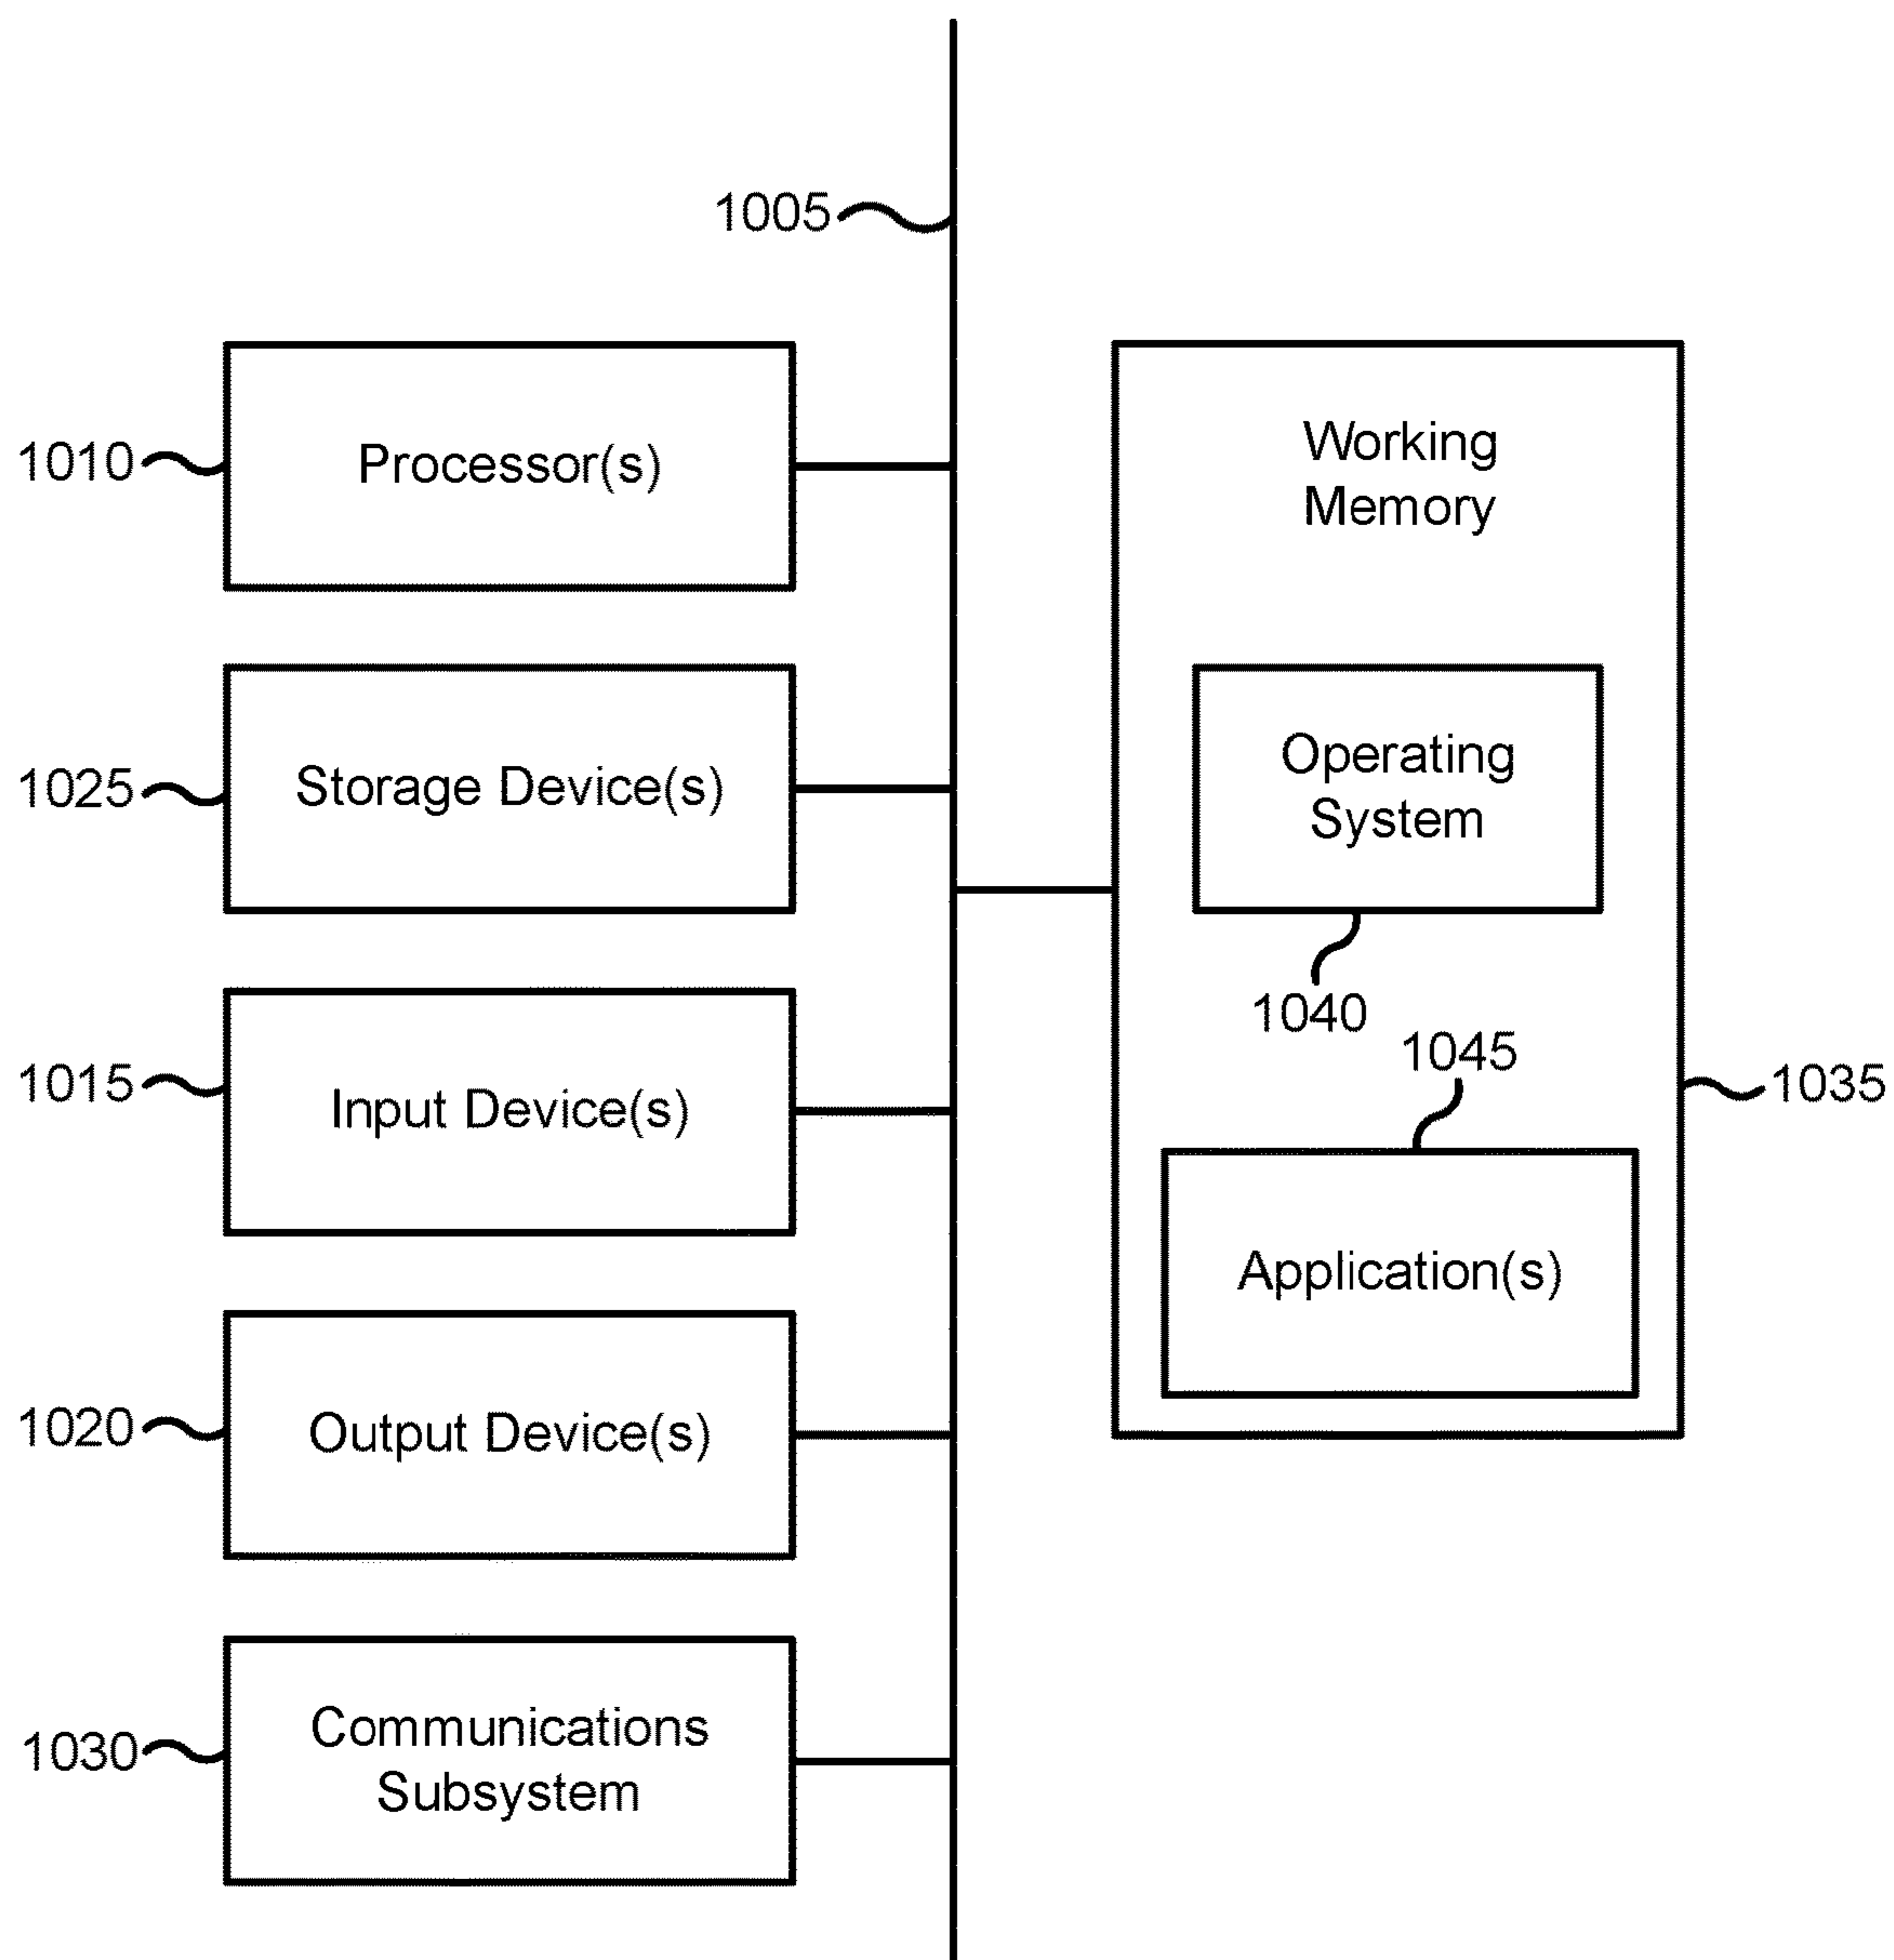 1005
1010
Processor(s)
1025
Storage Device(s)
1015
Input Device(s)
1020
Output Device(s)
1030
Communications
Subsystem
Working
Memory
Operating
System
1040
1045
Application(s)
1035